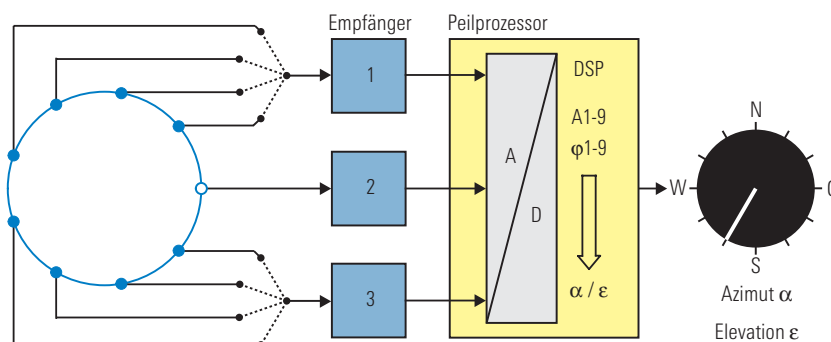 Empfänger
Peilprozessor
1
2
3
A
D
DSP
A1-9
φ1-9
α / ε
N
W
S
Azimut α
Elevation ε